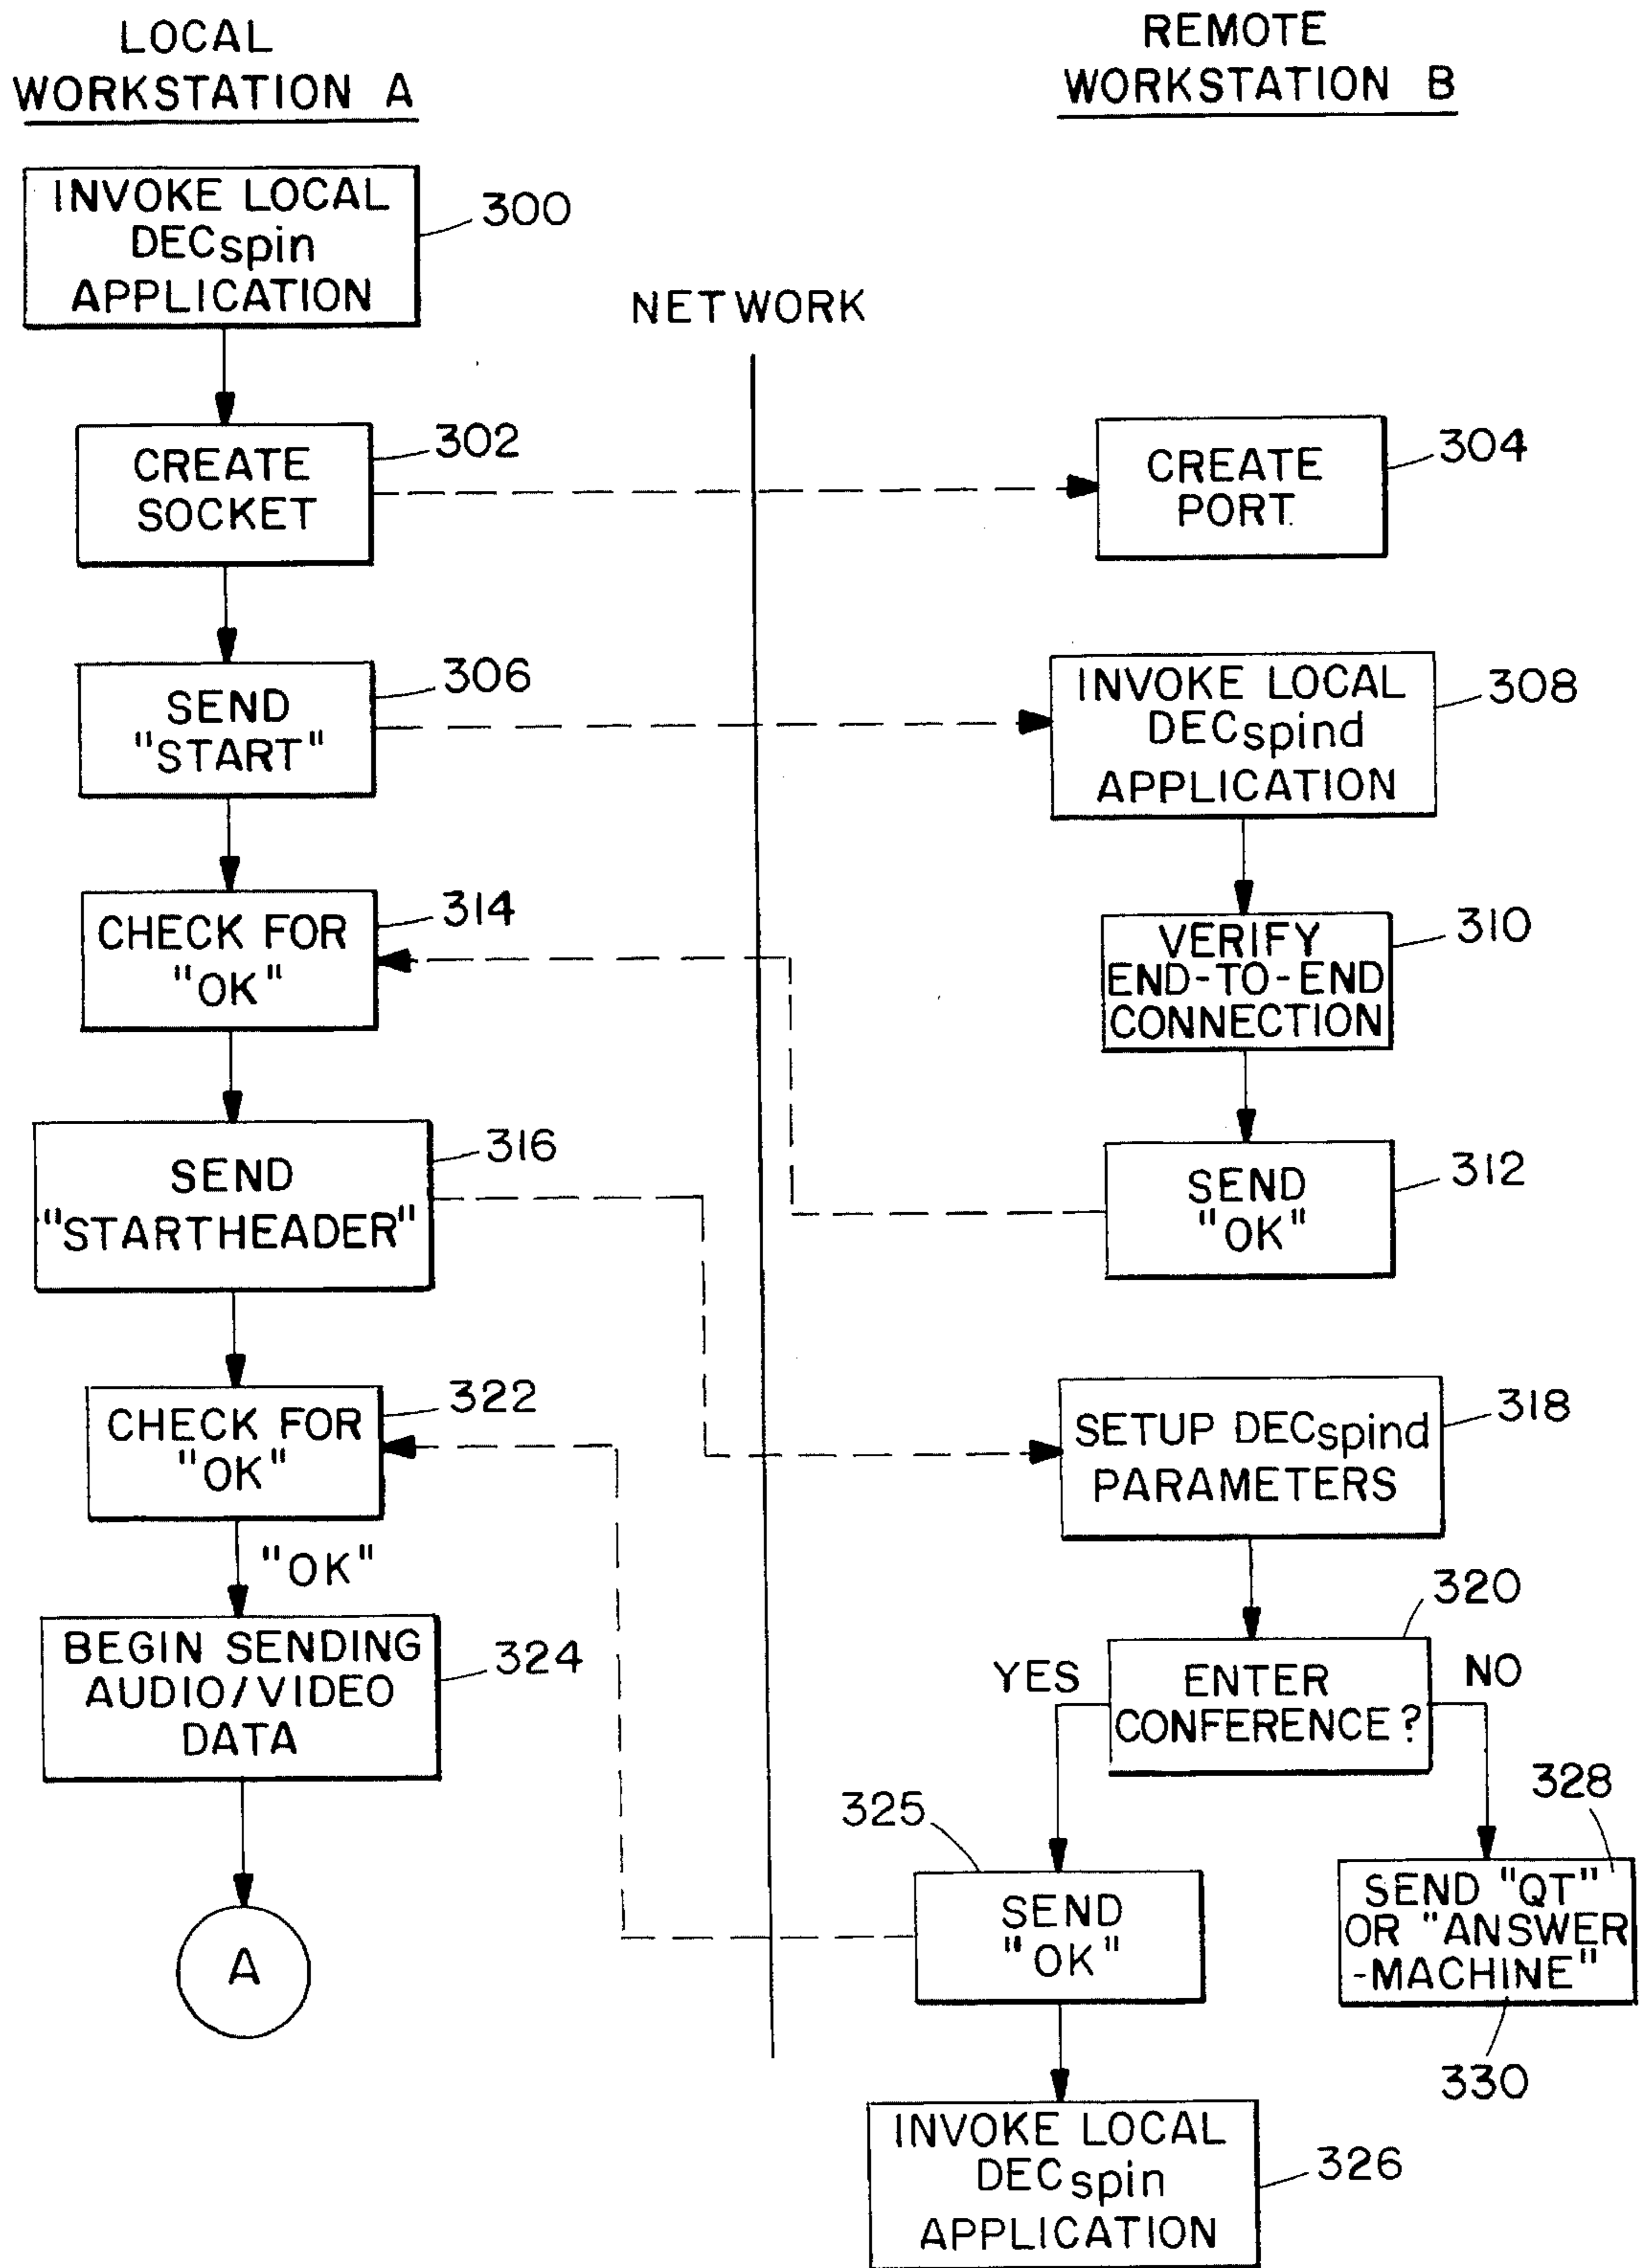 LOCAL
WORKSTATION A
REMOTE
WORKSTATION B
INVOKE LOCAL
DECspin
APPLICATION
300
NETWORK
CREATE
SOCKET
302
CREATE
PORT
304
SEND
"START"
306
INVOKE LOCAL
DECspind
APPLICATION
308
CHECK FOR
"OK"
314
VERIFY
END-TO-END
CONNECTION
310
SEND
"STARTHEADER"
316
SEND
"OK"
312
CHECK FOR
"OK"
322
SETUP DECspind
PARAMETERS
318
"OK"
320
BEGIN SENDING
AUDIO/VIDEO
DATA
324
YES
ENTER
CONFERENCE?
NO
325
328
SEND
"OK"
SEND "QT"
OR "ANSWER
-MACHINE"
A
330
INVOKE LOCAL
DECspin
APPLICATION
326